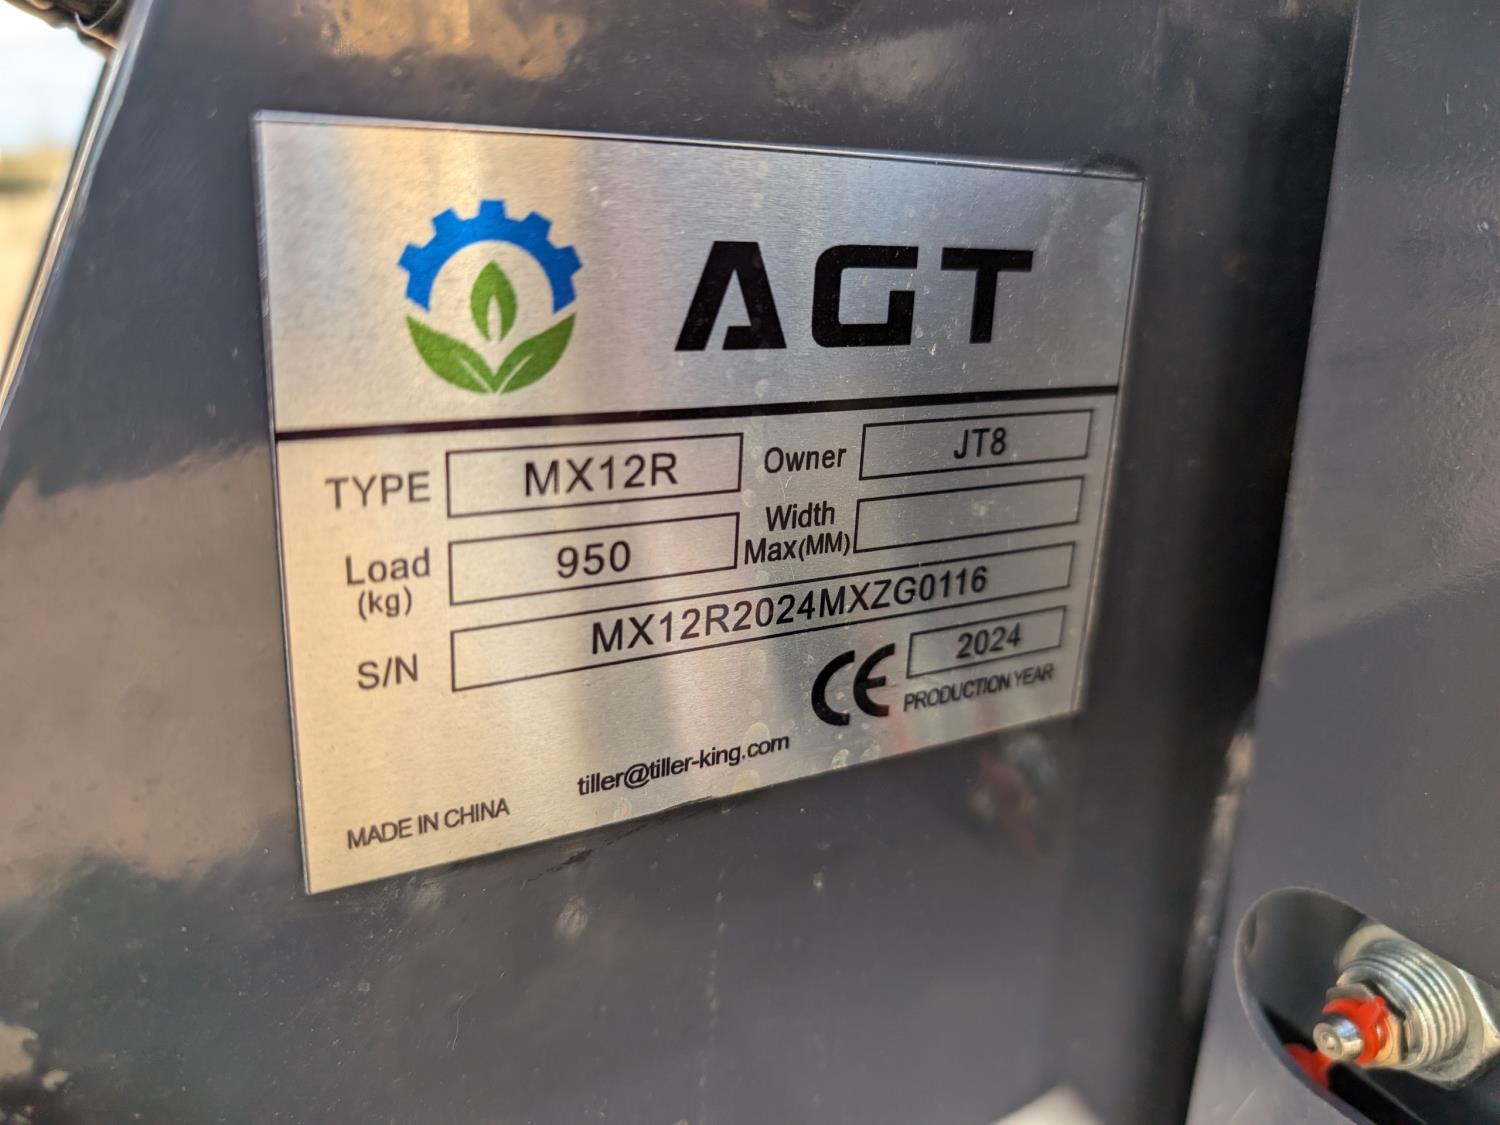 AGT
TYPE MX12R Owner JT8
Load (kg) 950 Width Max(MM)
S/N MX12R2024MXZG0116
CE 2024
PRODUCTION YEAR
tiller@tiller-king.com
MADE IN CHINA